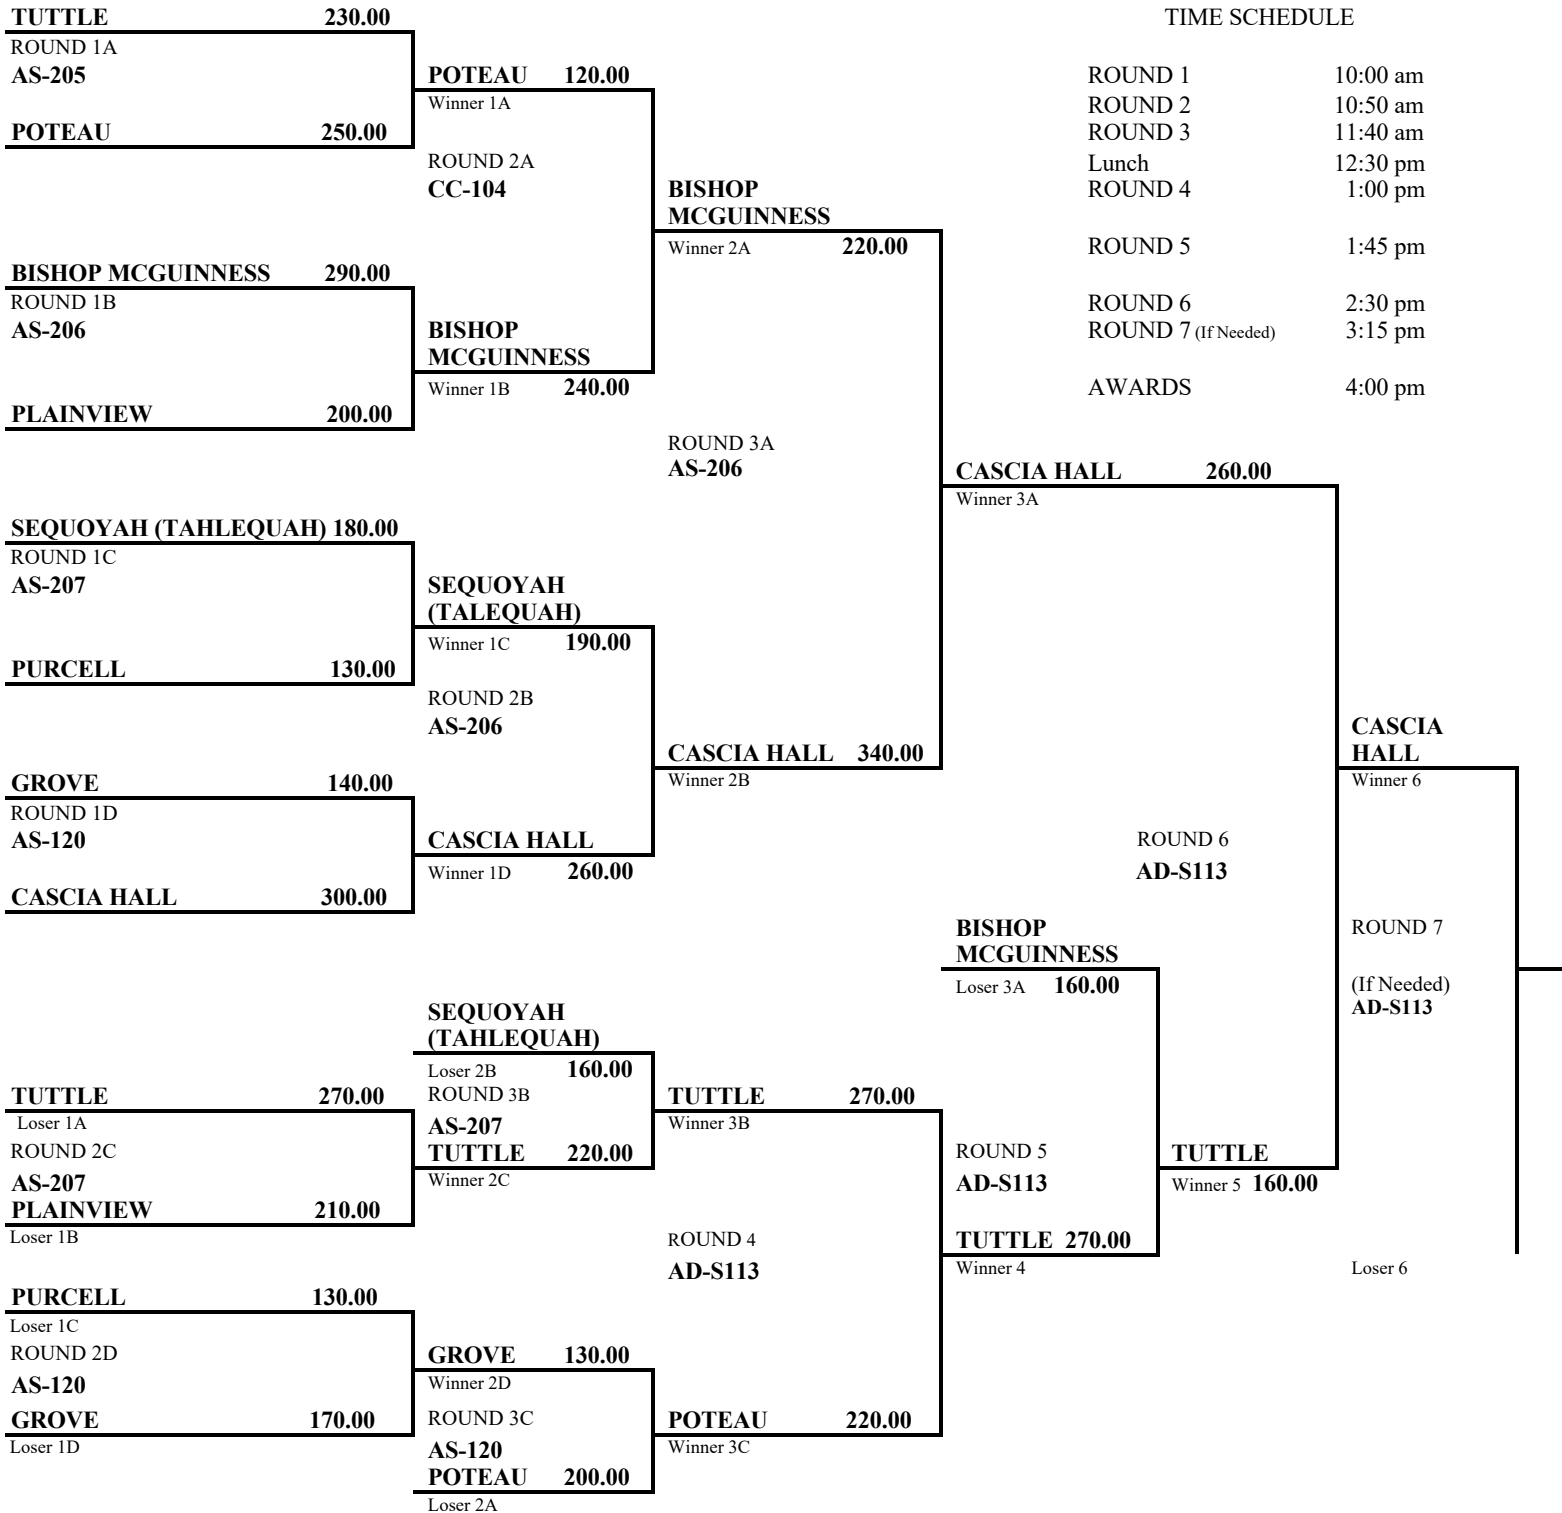 TUTTLE 230.00
ROUND 1A
AS-205
POTEAU 250.00
BISHOP MCGUINNESS 290.00
ROUND 1B
AS-206
PLAINVIEW 200.00
SEQUOYAH (TAHLEQUAH) 180.00
ROUND 1C
AS-207
PURCELL 130.00
GROVE 140.00
ROUND 1D
AS-120
CASCIA HALL 300.00
TUTTLE 270.00
Loser 1A
ROUND 2C
AS-207
PLAINVIEW 210.00
Loser 1B
PURCELL 130.00
Loser 1C
ROUND 2D
AS-120
GROVE 170.00
Loser 1D
POTEAU 120.00
Winner 1A
ROUND 2A
CC-104
BISHOP
MCGUINNESS
Winner 1B 240.00
SEQUOYAH
(TALEQUAH)
Winner 1C 190.00
ROUND 2B
AS-206
CASCIA HALL
Winner 1D 260.00
SEQUOYAH
(TAHLEQUAH)
Loser 2B 160.00
ROUND 3B
AS-207
TUTTLE 220.00
Winner 2C
GROVE 130.00
Winner 2D
ROUND 3C
AS-120
POTEAU 200.00
Loser 2A
BISHOP
MCGUINNESS
Winner 2A 220.00
ROUND 3A
AS-206
CASCIA HALL 340.00
Winner 2B
TUTTLE 270.00
Winner 3B
ROUND 4
AD-S113
POTEAU 220.00
Winner 3C
CASCIA HALL 260.00
Winner 3A
ROUND 6
AD-S113
BISHOP
MCGUINNESS
Loser 3A 160.00
ROUND 5
AD-S113
TUTTLE 270.00
Winner 4
TUTTLE
Winner 5 160.00
CASCIA
HALL
Winner 6
ROUND 7
(If Needed)
AD-S113
Loser 6
TIME SCHEDULE
ROUND 1 10:00 am
ROUND 2 10:50 am
ROUND 3 11:40 am
Lunch 12:30 pm
ROUND 4 1:00 pm
ROUND 5 1:45 pm
ROUND 6 2:30 pm
ROUND 7 (If Needed) 3:15 pm
AWARDS 4:00 pm